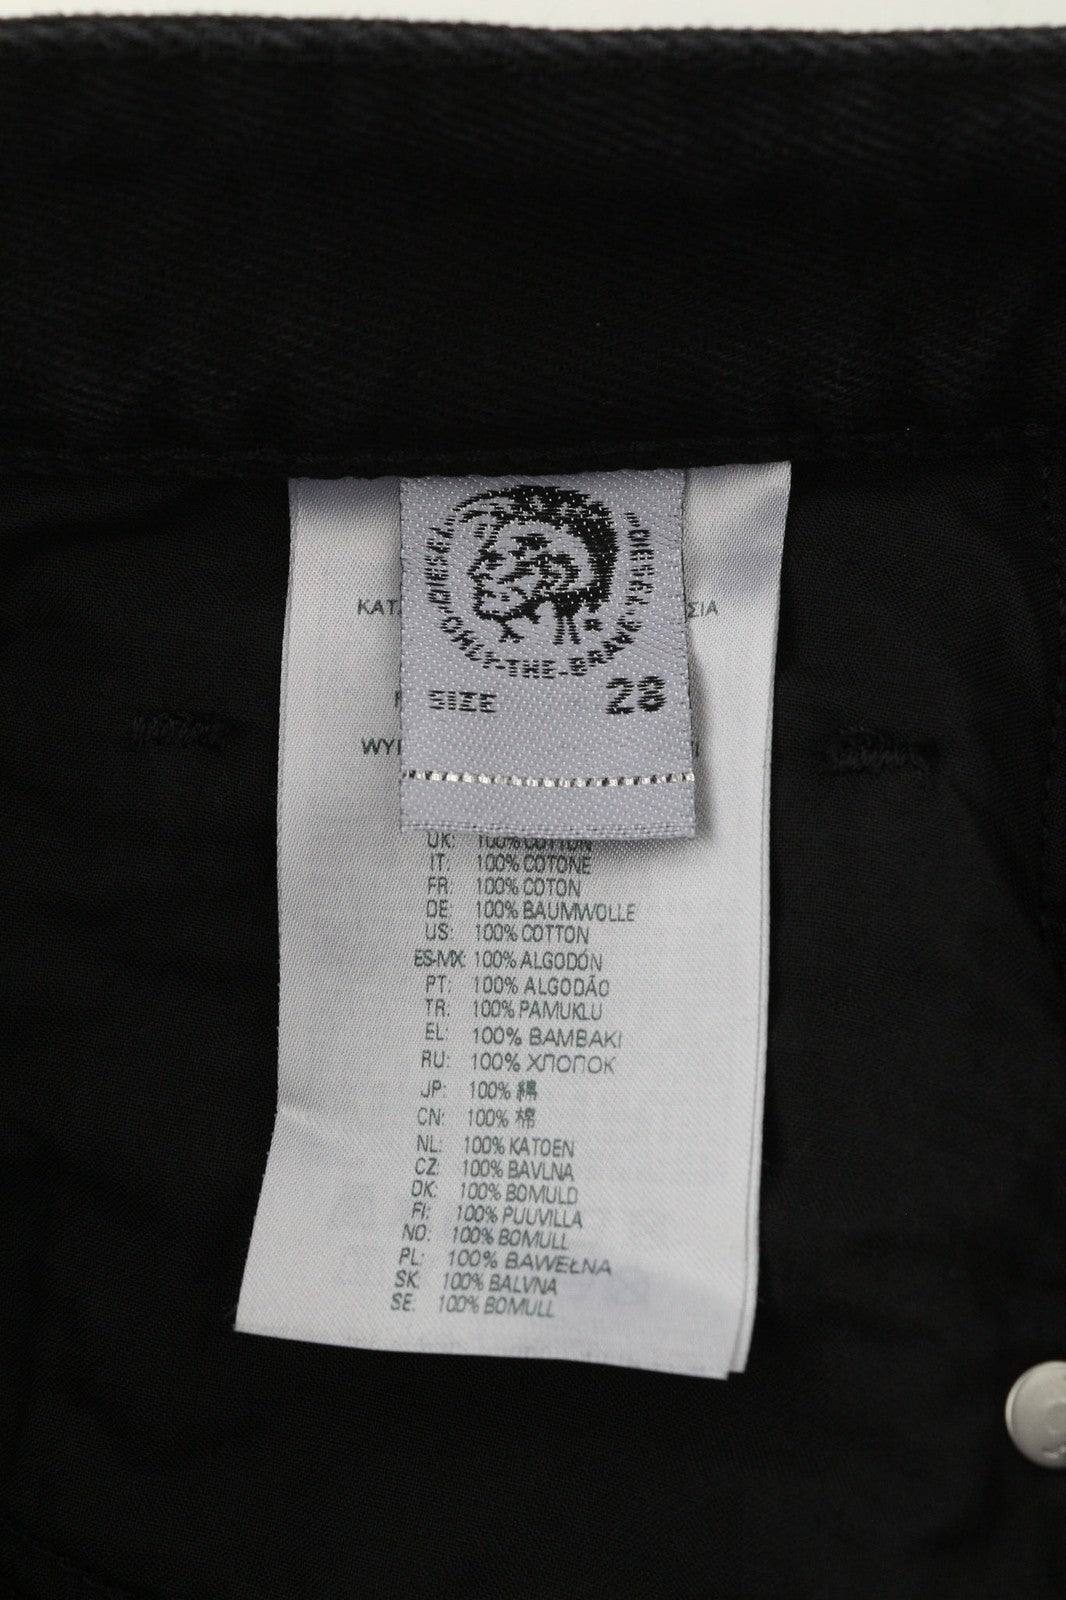 DIESEL DIESEL
ONLY-THE-BRAVE
SIZE 28
UK: 100% COTTON
IT: 100% COTONE
FR: 100% COTON
DE: 100% BAUMWOLLE
US: 100% COTTON
ES-MX: 100% ALGODÓN
PT: 100% ALGODÃO
TR: 100% PAMUKLU
EL: 100% BAMBAKI
RU: 100% ХЛОПОК
JP: 100% 綿
CN: 100% 棉
NL: 100% KATOEN
CZ: 100% BAVLNA
DK: 100% BOMULD
FI: 100% PUUVILLA
NO: 100% BOMULL
PL: 100% BAWEŁNA
SK: 100% BALVNA
SE: 100% BOMULL